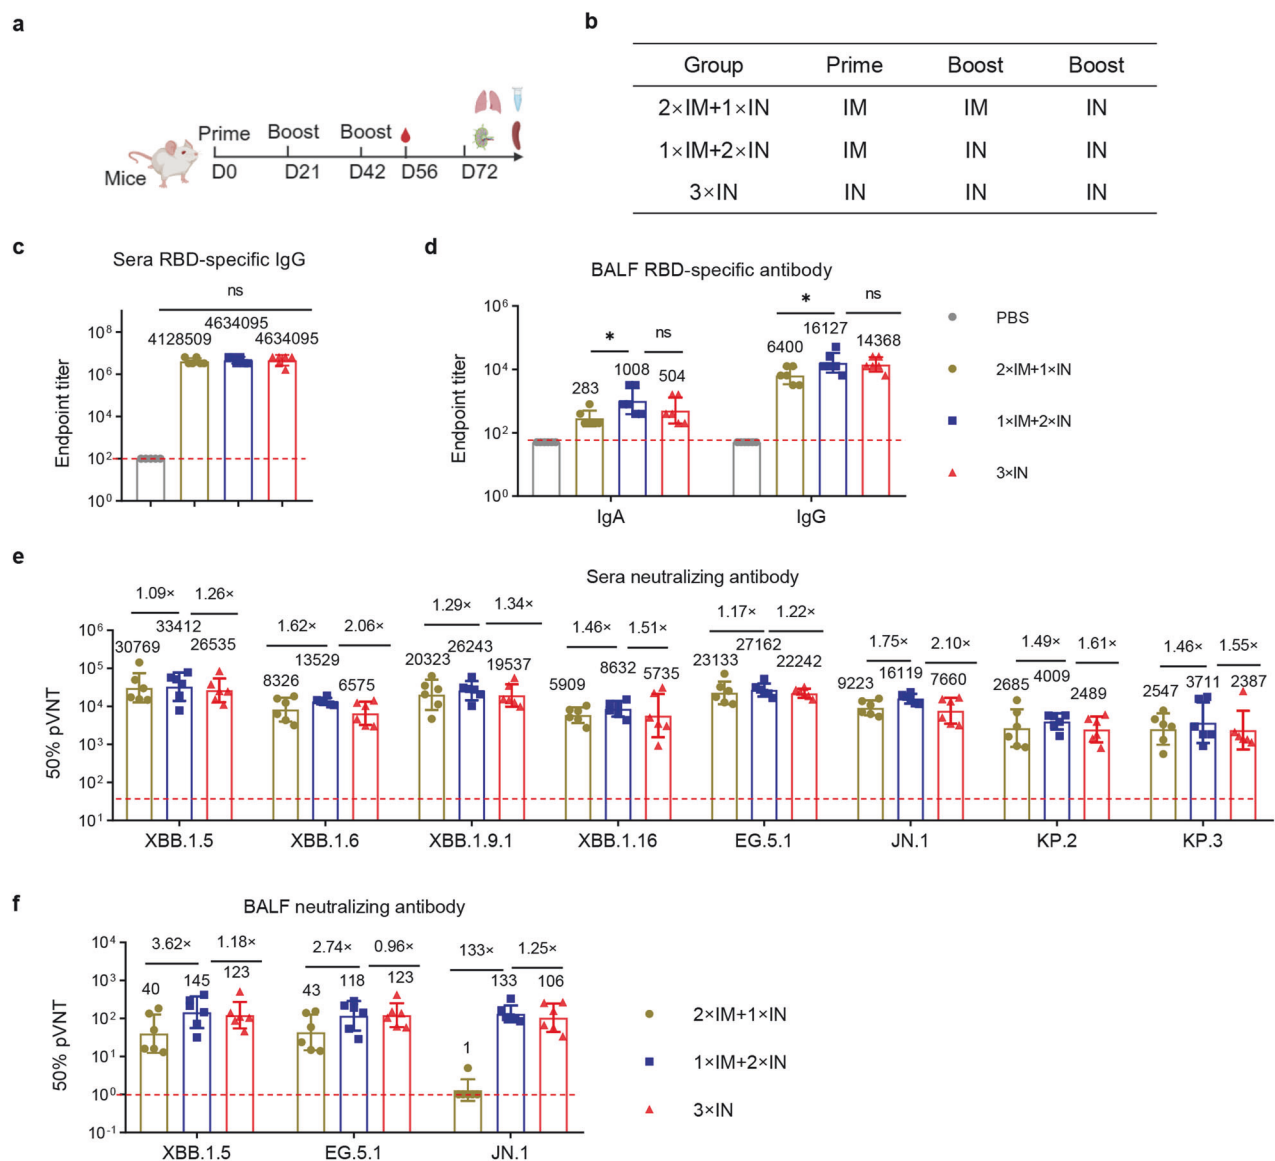 a
Prime Boost Boost
Mice
D0 D21 D42 D56 D72
b
Group Prime Boost Boost
2×IM+1×IN IM IM IN
1×IM+2×IN IM IN IN
3×IN IN IN IN
c
Sera RBD-specific IgG
ns
4128509 4634095 4634095
Endpoint titer
10⁸
10⁶
10⁴
10²
10⁰
d
BALF RBD-specific antibody
* ns * ns
283 1008 504 6400 16127 14368
Endpoint titer
10⁶
10⁴
10²
10⁰
IgA IgG
PBS
2×IM+1×IN
1×IM+2×IN
3×IN
e
Sera neutralizing antibody
1.09× 1.26× 1.62× 2.06× 1.29× 1.34× 1.46× 1.51× 1.17× 1.22× 1.75× 2.10× 1.49× 1.61× 1.46× 1.55×
30769 33412 26535 8326 13529 6575 20323 26243 19537 5909 8632 5735 23133 27162 22242 9223 16119 7660 2685 4009 2489 2547 3711 2387
50% pVNT
10⁶
10⁵
10⁴
10³
10²
10¹
XBB.1.5 XBB.1.6 XBB.1.9.1 XBB.1.16 EG.5.1 JN.1 KP.2 KP.3
f
BALF neutralizing antibody
3.62× 1.18× 2.74× 0.96× 133× 1.25×
40 145 123 43 118 123 1 133 106
50% pVNT
10⁴
10³
10²
10¹
10⁰
10⁻¹
XBB.1.5 EG.5.1 JN.1
2×IM+1×IN
1×IM+2×IN
3×IN